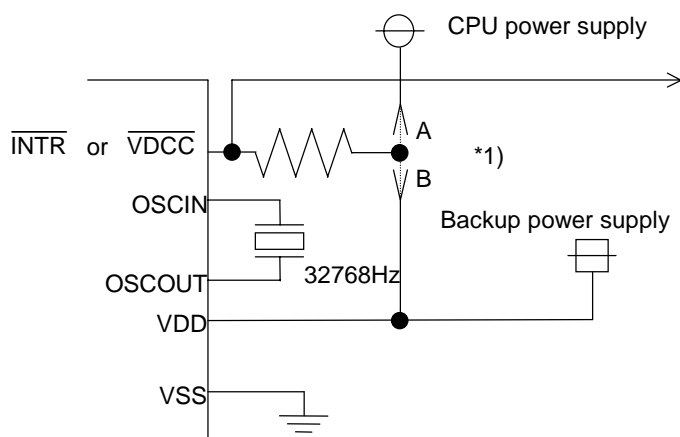 CPU power supply
A
INTR or VDCC
*1)
B
OSCIN
Backup power supply
OSCOUT
32768Hz
VDD
VSS